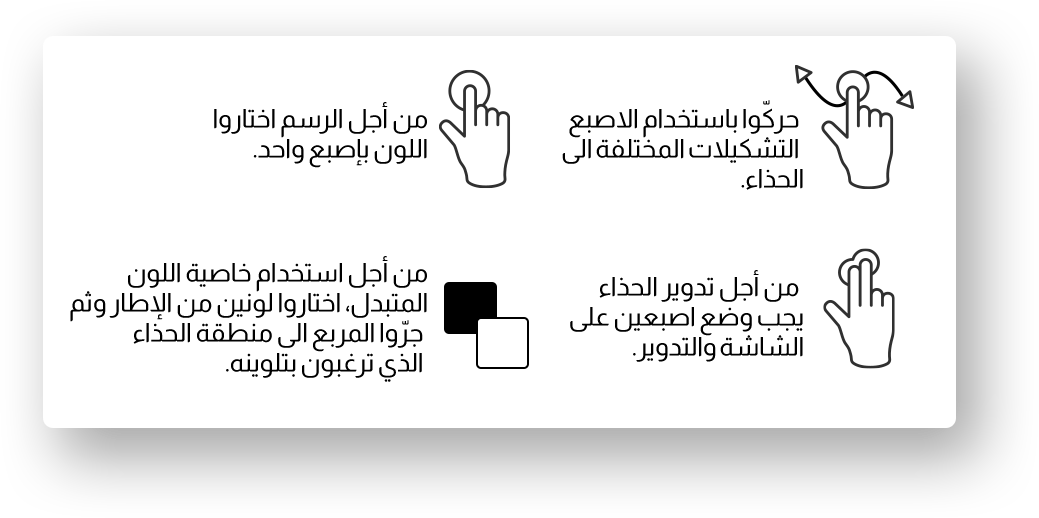 حركّوا باستخدام الاصبع
التشكيلات المختلفة الى
الحذاء.
من أجل الرسم اختاروا
اللون بإصبع واحد.
من أجل تدوير الحذاء
يجب وضع اصبعين على
الشاشة والتدوير.
من أجل استخدام خاصية اللون
المتبدل، اختاروا لونين من الإطار وثم
جرّوا المربع الى منطقة الحذاء
الذي ترغبون بتلوينه.